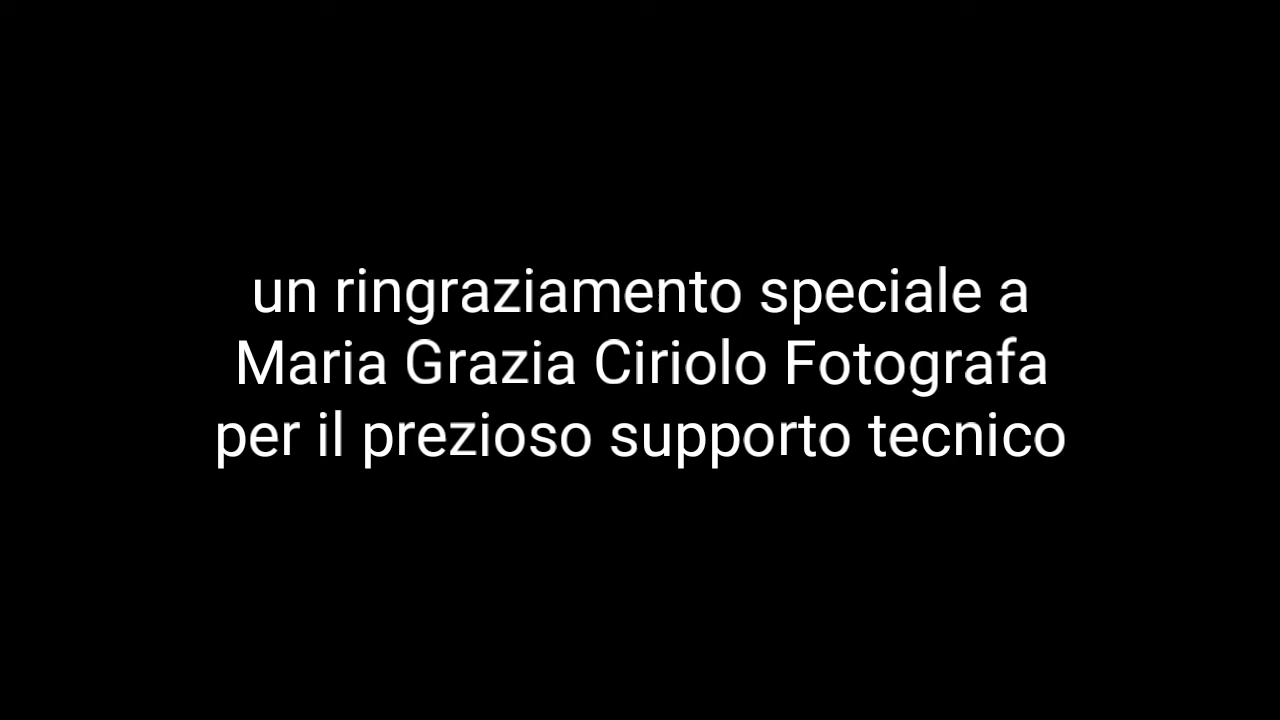 un ringraziamento speciale a
Maria Grazia Ciriolo Fotografa
per il prezioso supporto tecnico